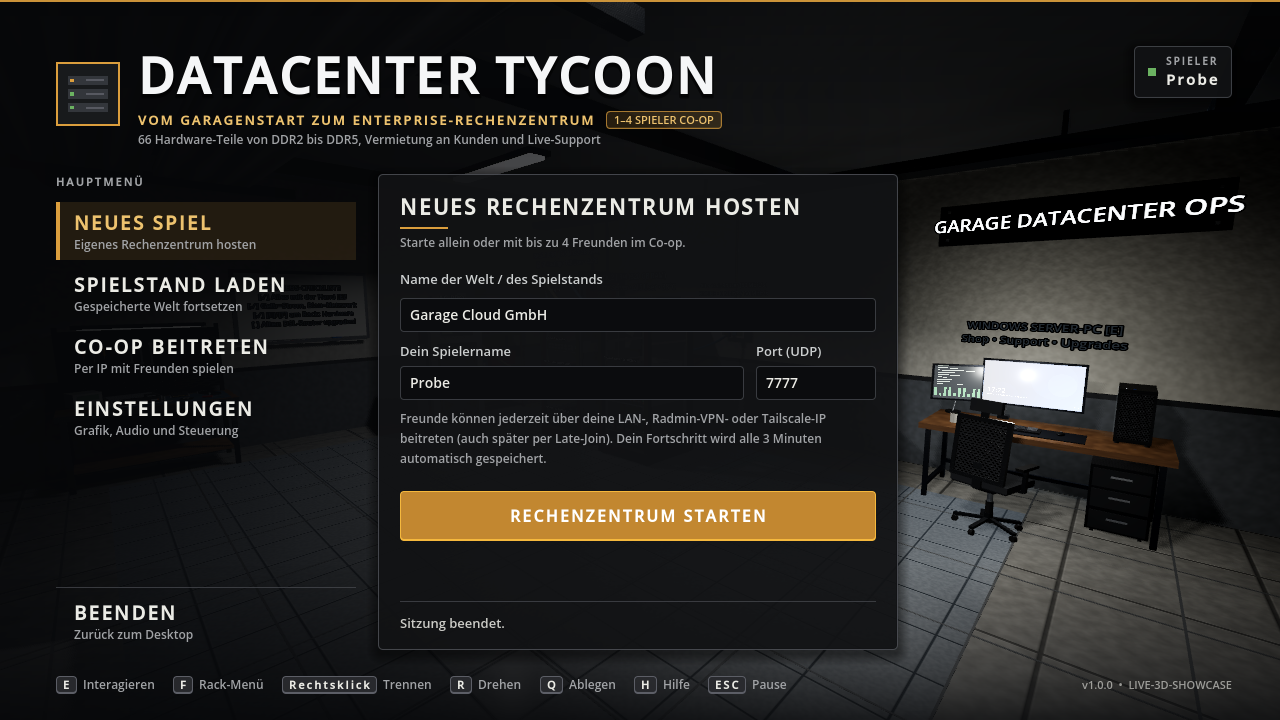 DATACENTER TYCOON
VOM GARAGENSTART ZUM ENTERPRISE-RECHENZENTRUM
1–4 SPIELER CO-OP
66 Hardware-Teile von DDR2 bis DDR5, Vermietung an Kunden und Live-Support
SPIELER
Probe
HAUPTMENÜ
NEUES SPIEL
Eigenes Rechenzentrum hosten
SPIELSTAND LADEN
Gespeicherte Welt fortsetzen
CO-OP BEITRETEN
Per IP mit Freunden spielen
EINSTELLUNGEN
Grafik, Audio und Steuerung
BEENDEN
Zurück zum Desktop
NEUES RECHENZENTRUM HOSTEN
Starte allein oder mit bis zu 4 Freunden im Co-op.
Name der Welt / des Spielstands
Garage Cloud GmbH
Dein Spielername
Port (UDP)
Probe
7777
Freunde können jederzeit über deine LAN-, Radmin-VPN- oder Tailscale-IP
beitreten (auch später per Late-Join). Dein Fortschritt wird alle 3 Minuten
automatisch gespeichert.
RECHENZENTRUM STARTEN
Sitzung beendet.
GARAGE DATACENTER OPS
WINDOWS SERVER-PC [E]
Shop • Support • Upgrades
E Interagieren
F Rack-Menü
Rechtsklick Trennen
R Drehen
Q Ablegen
H Hilfe
ESC Pause
v1.0.0 • LIVE-3D-SHOWCASE